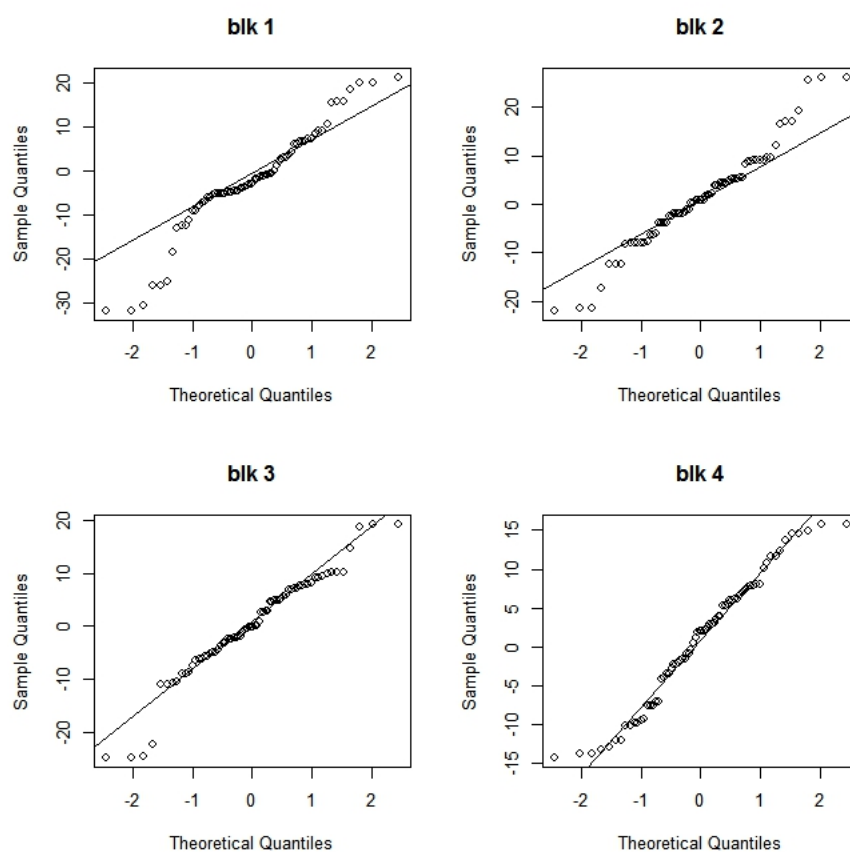 blk 1
Sample Quantiles
20
10
0
-10
-20
-30
-2 -1 0 1 2
Theoretical Quantiles
blk 2
Sample Quantiles
20
10
0
-10
-20
-2 -1 0 1 2
Theoretical Quantiles
blk 3
Sample Quantiles
20
10
0
-10
-20
-2 -1 0 1 2
Theoretical Quantiles
blk 4
Sample Quantiles
15
10
5
0
-5
-10
-15
-2 -1 0 1 2
Theoretical Quantiles